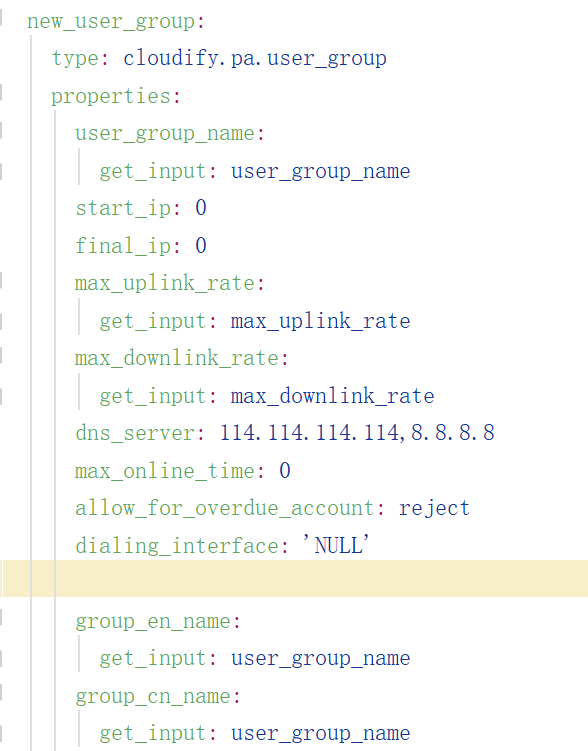 new_user_group:
type: cloudify.pa.user_group
properties:
user_group_name:
get_input: user_group_name
start_ip: 0
final_ip: 0
max_uplink_rate:
get_input: max_uplink_rate
max_downlink_rate:
get_input: max_downlink_rate
dns_server: 114.114.114.114,8.8.8.8
max_online_time: 0
allow_for_overdue_account: reject
dialing_interface: 'NULL'
group_en_name:
get_input: user_group_name
group_cn_name:
get_input: user_group_name